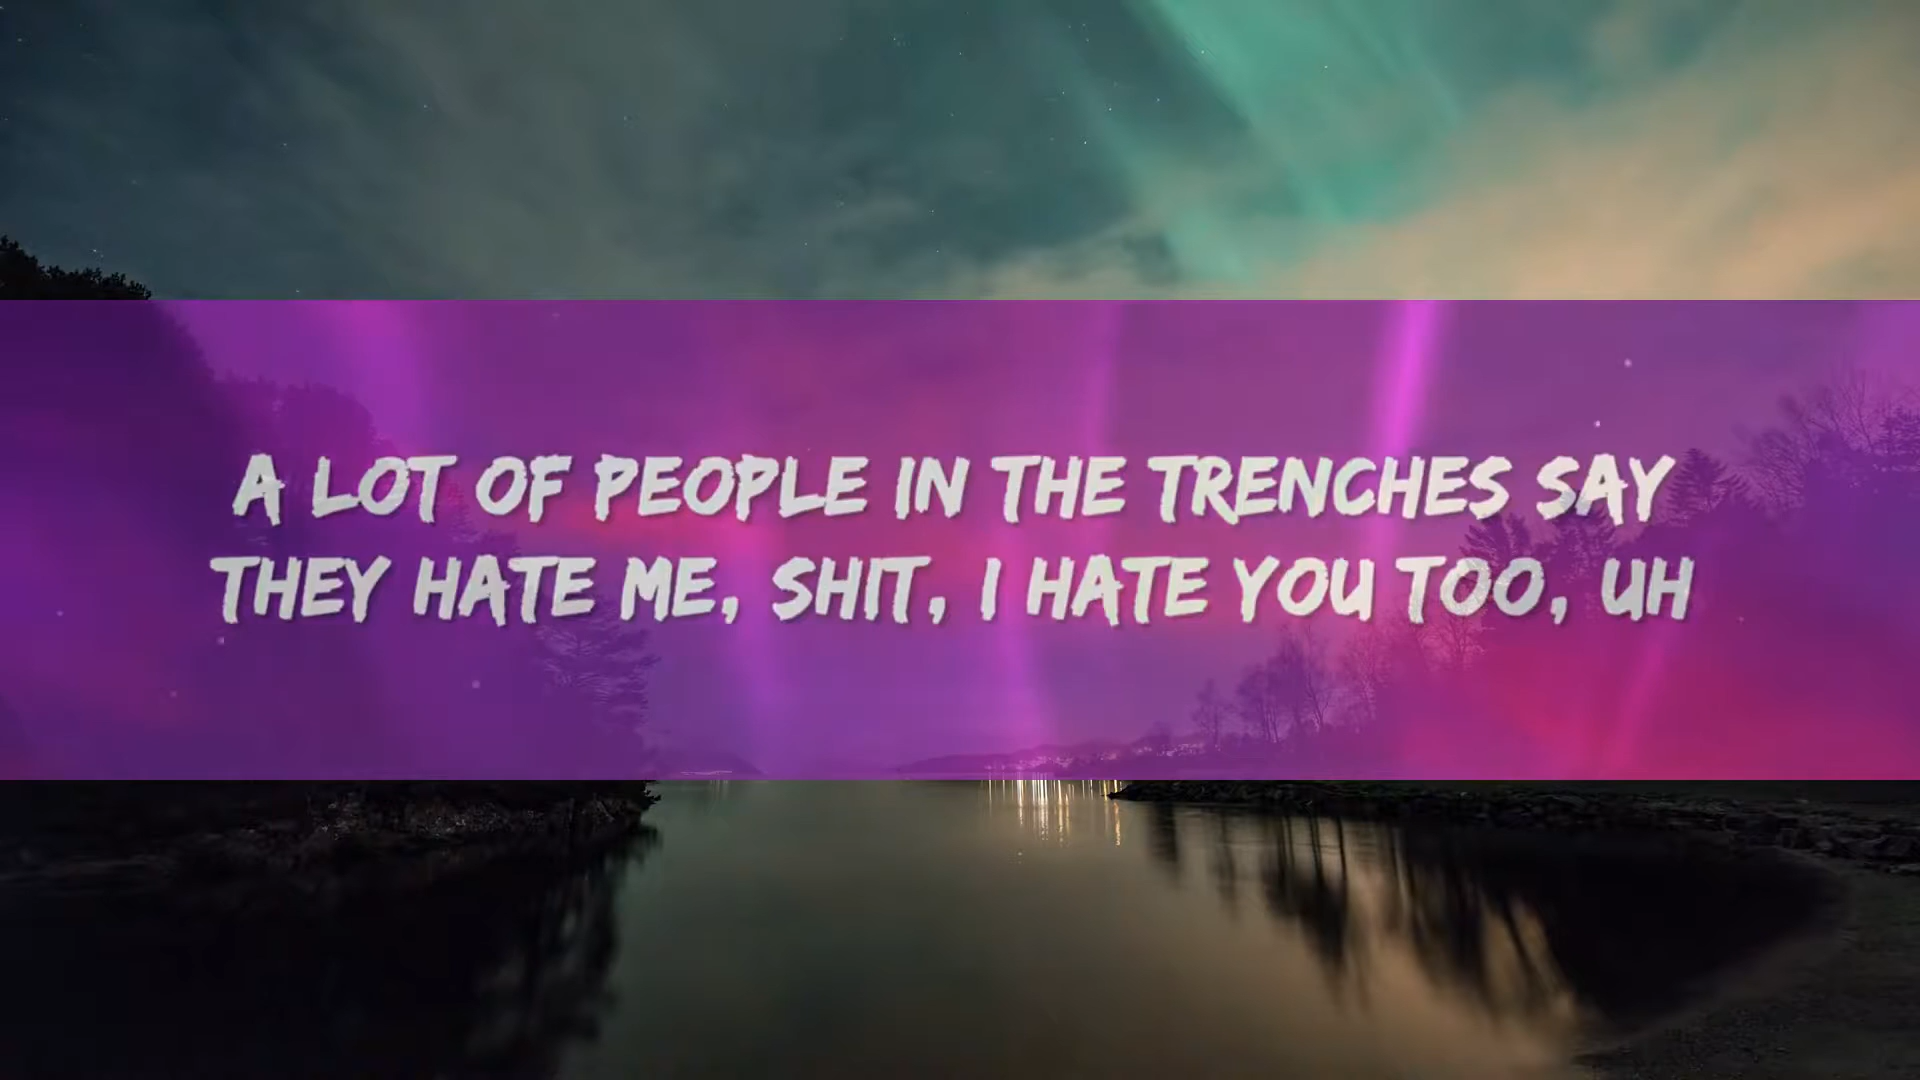 A LOT OF PEOPLE IN THE TRENCHES SAY
THEY HATE ME, SHIT, I HATE YOU TOO, UH